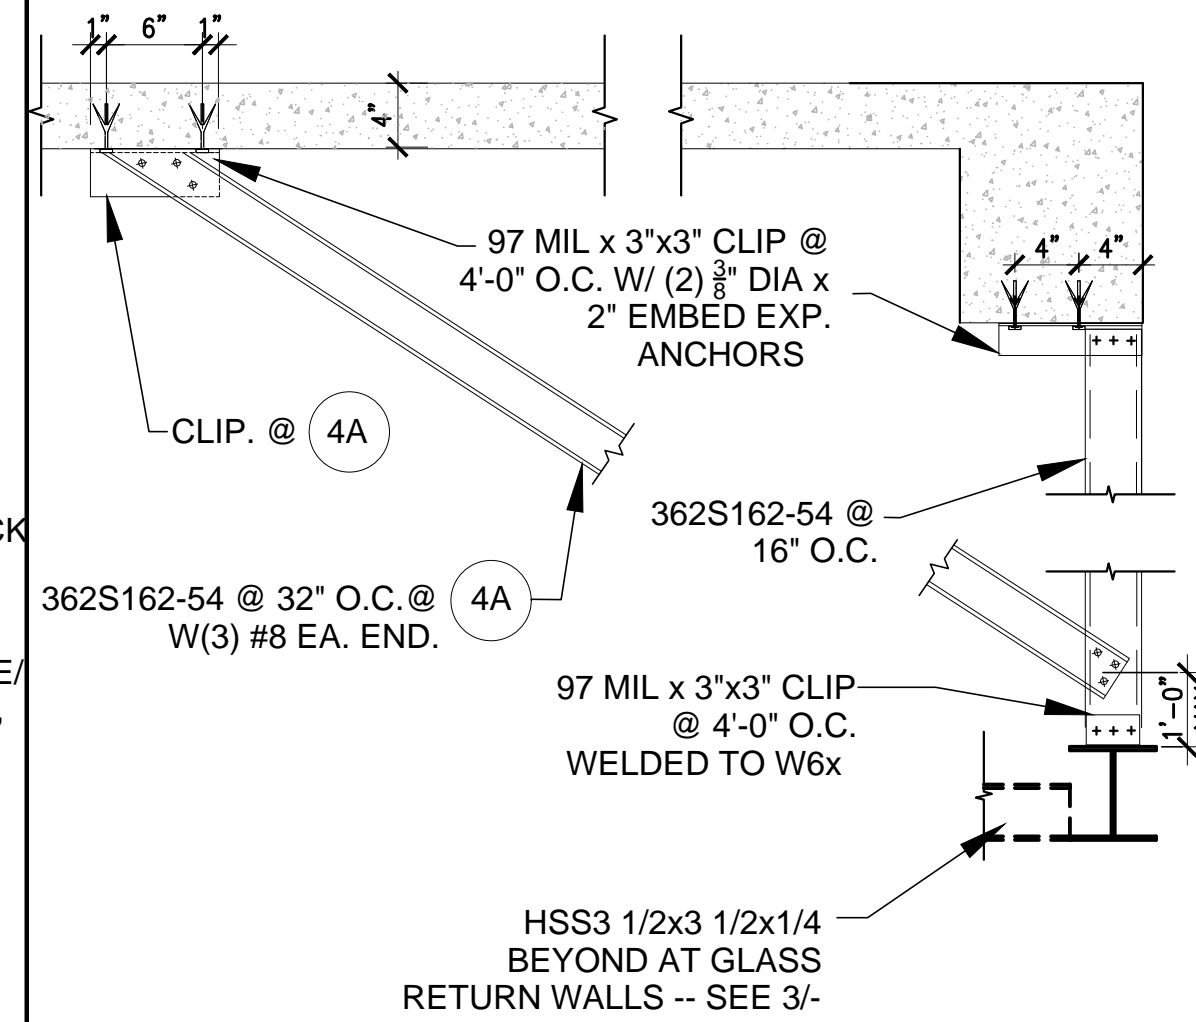 1" 6" 1"
4"
97 MIL x 3"x3" CLIP @
4'-0" O.C. W/ (2) 3/8" DIA x
2" EMBED EXP.
ANCHORS
4" 4"
CLIP. @ 4A
362S162-54 @
16" O.C.
CK
362S162-54 @ 32" O.C.@ 4A
W(3) #8 EA. END.
E/
97 MIL x 3"x3" CLIP
@ 4'-0" O.C.
WELDED TO W6x
1'-0"
HSS3 1/2x3 1/2x1/4
BEYOND AT GLASS
RETURN WALLS -- SEE 3/-